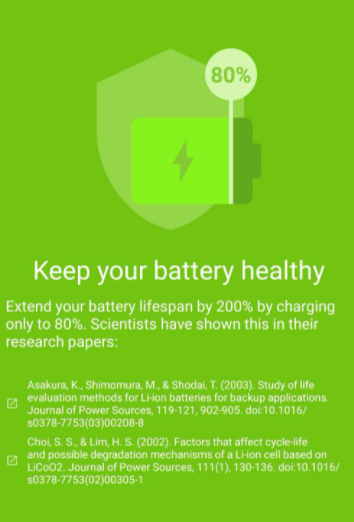 80%
Keep your battery healthy
Extend your battery lifespan by 200% by charging
only to 80%. Scientists have shown this in their
research papers:
Asakura, K., Shimomura, M., & Shodai, T. (2003). Study of life
evaluation methods for Li-ion batteries for backup applications.
Journal of Power Sources, 119-121, 902-905. doi:10.1016/
s0378-7753(03)00208-8
Choi, S. S., & Lim, H. S. (2002). Factors that affect cycle-life
and possible degradation mechanisms of a Li-ion cell based on
LiCoO2. Journal of Power Sources, 111(1), 130-136. doi:10.1016/
s0378-7753(02)00305-1